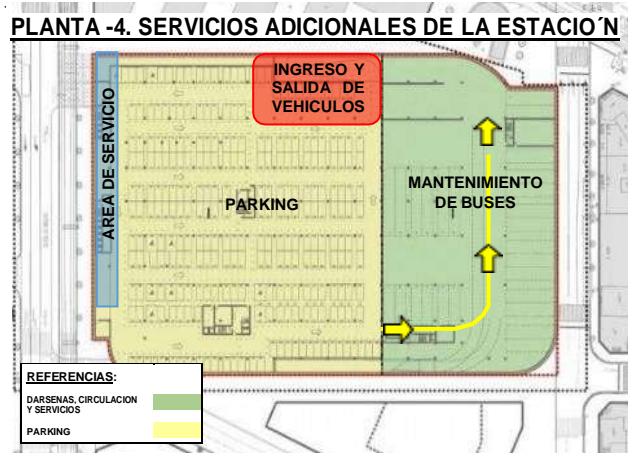 PLANTA -4. SERVICIOS ADICIONALES DE LA ESTACIO´N
INGRESO Y
SALIDA DE
VEHICULOS
AREA DE SERVICIO
PARKING
MANTENIMIENTO
DE BUSES
REFERENCIAS:
DARSENAS, CIRCULACION
Y SERVICIOS
PARKING